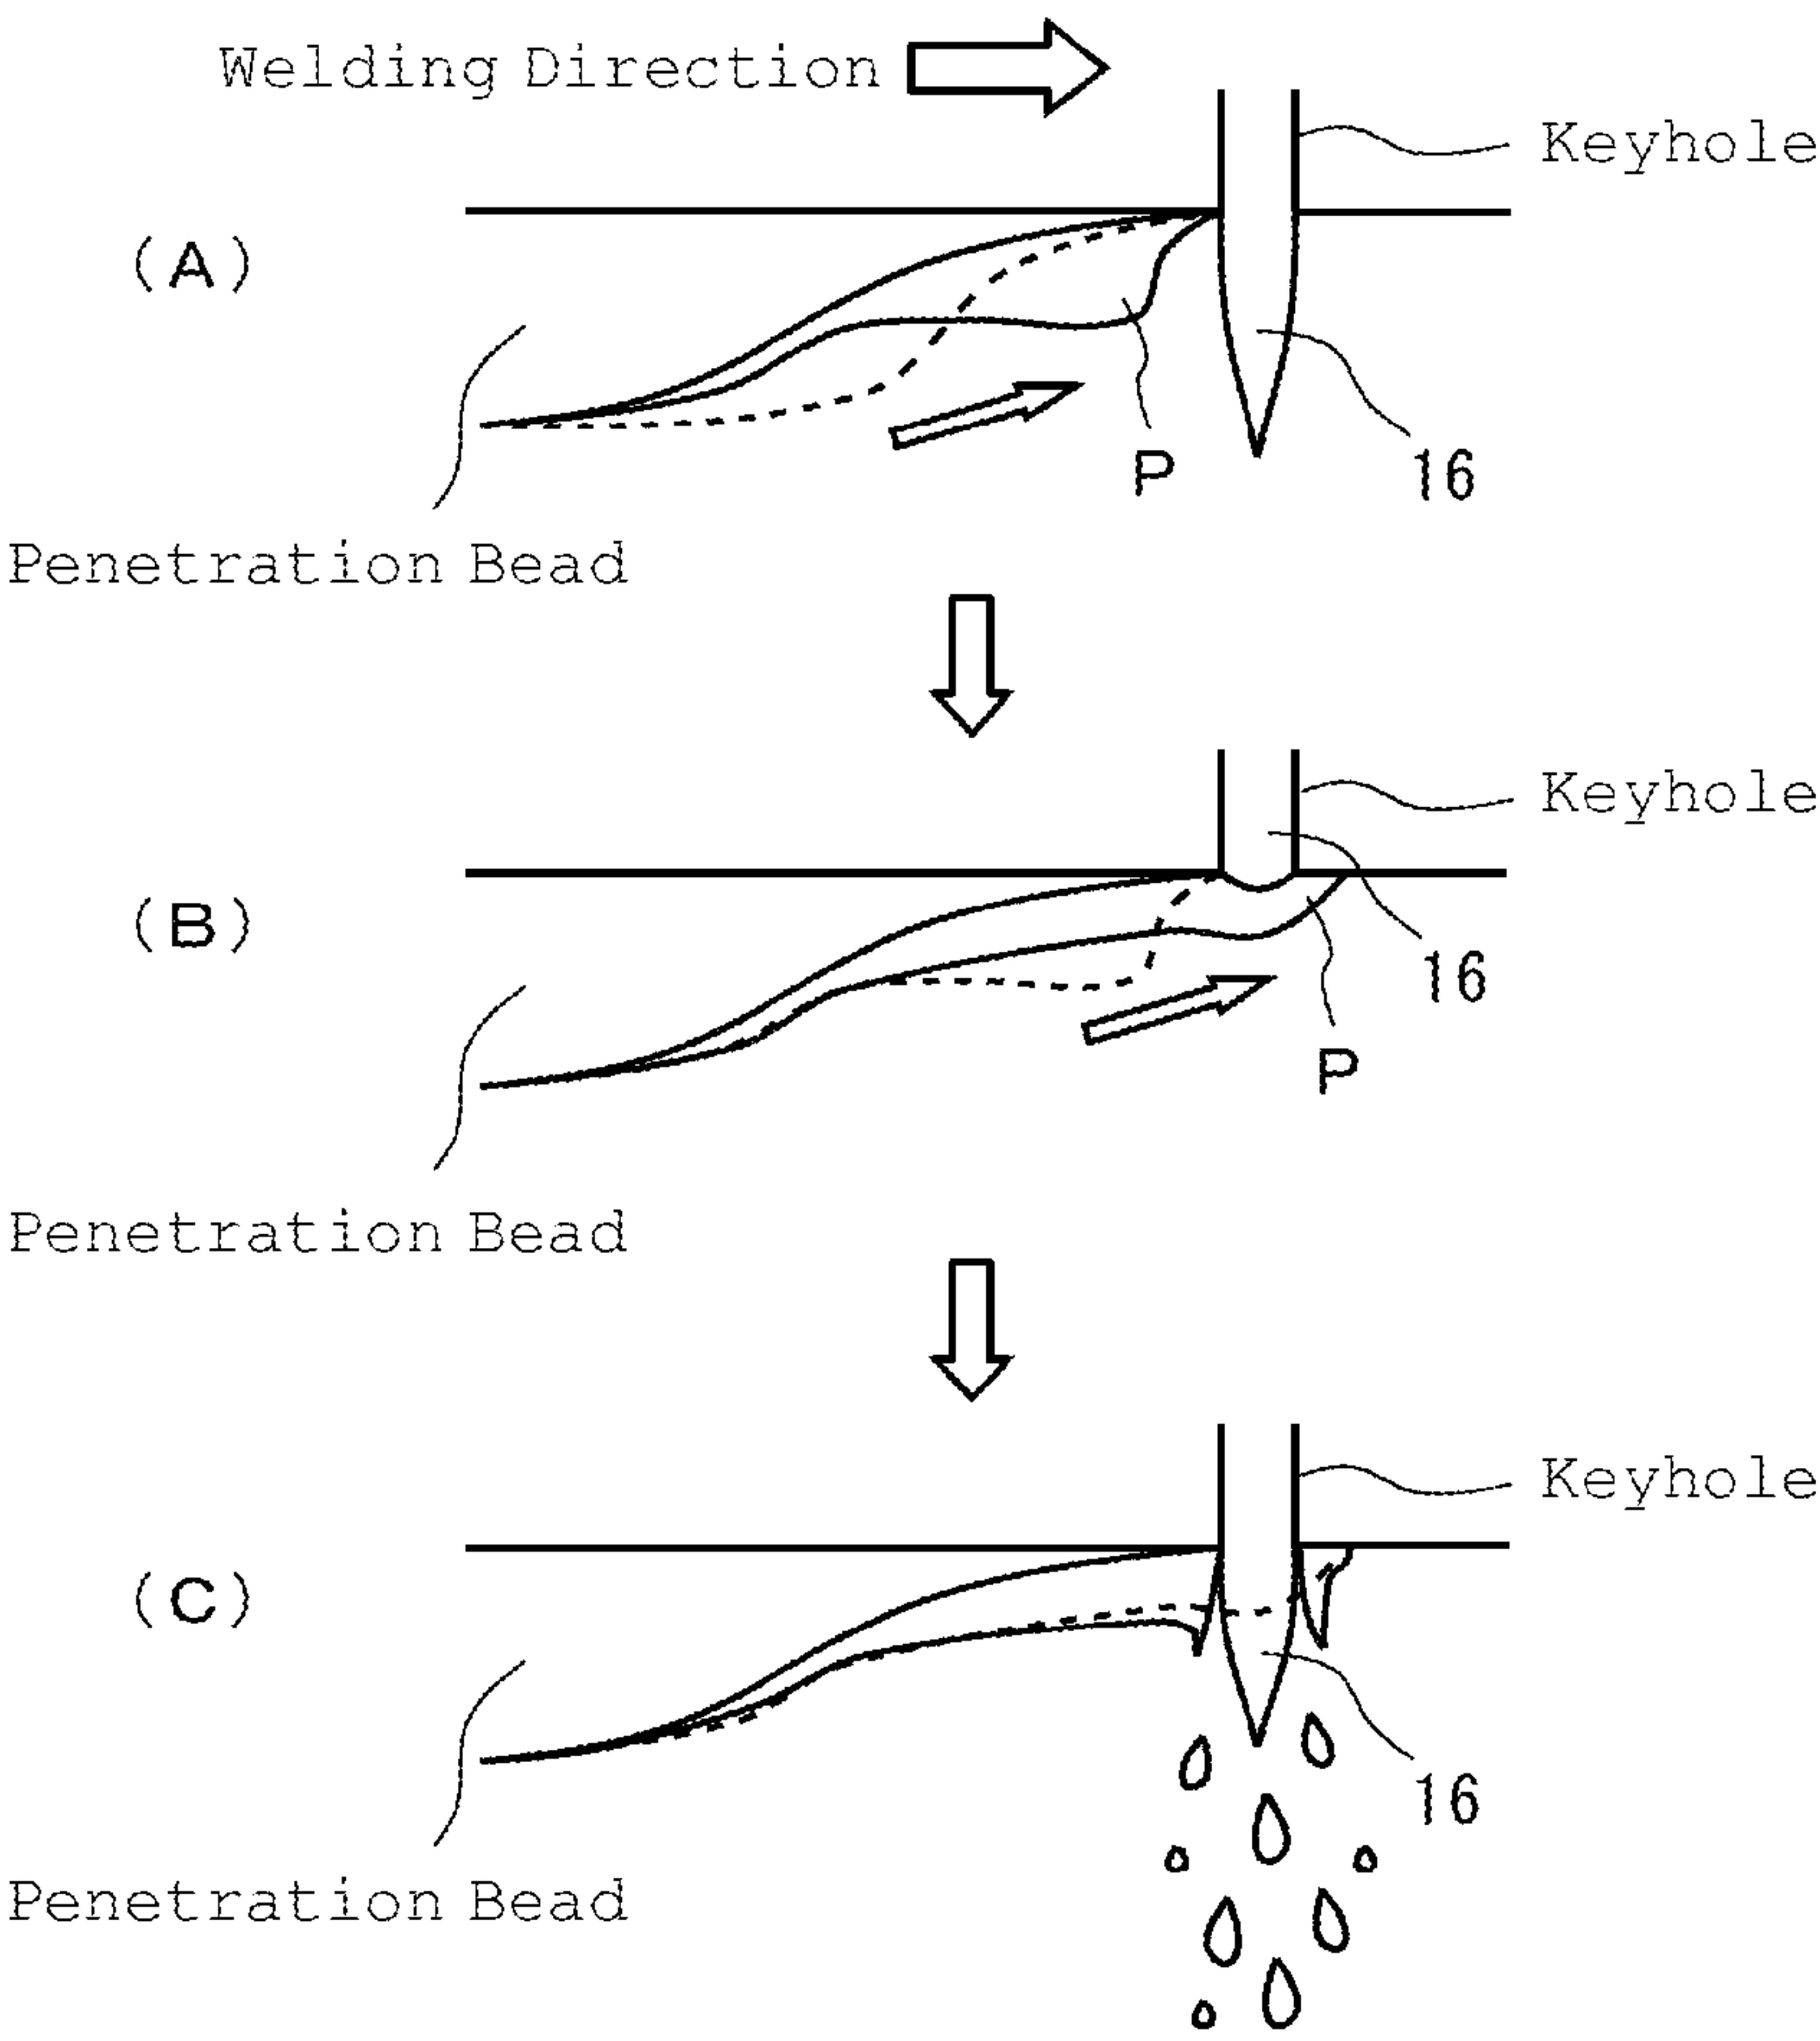 Welding Direction
Keyhole
(A)
P
16
Penetration Bead
Keyhole
(B)
16
P
Penetration Bead
Keyhole
(C)
16
Penetration Bead